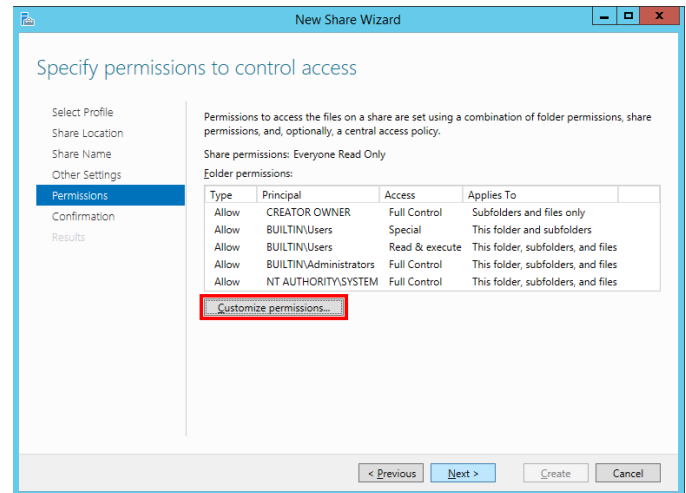 New Share Wizard
Specify permissions to control access
Select Profile
Share Location
Share Name
Other Settings
Permissions
Confirmation
Results
Permissions to access the files on a share are set using a combination of folder permissions, share
permissions, and, optionally, a central access policy.
Share permissions: Everyone Read Only
Folder permissions:
Type Principal Access Applies To
Allow CREATOR OWNER Full Control Subfolders and files only
Allow BUILTIN\Users Special This folder and subfolders
Allow BUILTIN\Users Read & execute This folder, subfolders, and files
Allow BUILTIN\Administrators Full Control This folder, subfolders, and files
Allow NT AUTHORITY\SYSTEM Full Control This folder, subfolders, and files
Customize permissions...
< Previous Next > Create Cancel